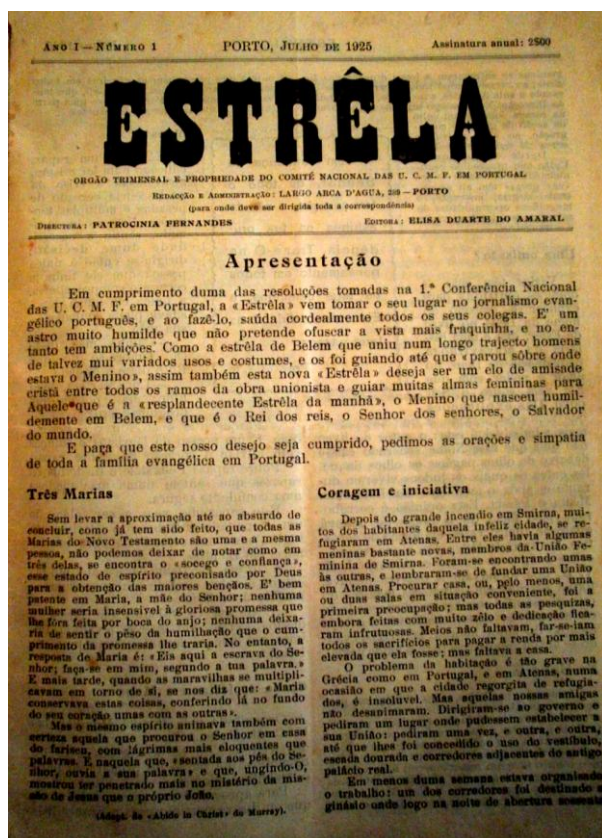 ANO I — NÚMERO 1
PORTO, JULHO DE 1925
Assinatura anual: 2$00
ESTRÊLA
ORGÃO TRIMENSAL E PROPRIEDADE DO COMITÉ NACIONAL DAS U. C. M. F. EM PORTUGAL
REDACÇÃO E ADMINISTRAÇÃO: LARGO ARCA D'AGUA, 289 — PORTO
(para onde deve ser dirigida toda a correspondência)
DIRECTORA: PATROCINIA FERNANDES
EDITORA: ELISA DUARTE DO AMARAL
Apresentação
Em cumprimento duma das resoluções tomadas na 1.ª Conferência Nacional
das U. C. M. F. em Portugal, a «Estrêla» vem tomar o seu lugar no jornalismo evan-
gélico português, e ao fazê-lo, saúda cordealmente todos os seus colegas. E' um
astro muito humilde que não pretende ofuscar a vista mais fraquinha, e no en-
tanto tem ambições. Como a estrêla de Belem que uniu num longo trajecto homens
de talvez mui variados usos e costumes, e os foi guiando até que «parou sôbre onde
estava o Menino», assim também esta nova «Estrêla» deseja ser um elo de amisade
cristã entre todos os ramos da obra unionista e guiar muitas almas femininas para
Aquele que é a «resplandecente Estrêla da manhã», o Menino que nasceu humil-
demente em Belem, e que é o Rei dos reis, o Senhor dos senhores, o Salvador
do mundo.
E paça que este nosso desejo seja cumprido, pedimos as orações e simpatia
de toda a família evangélica em Portugal.
Três Marias
Sem levar a aproximação até ao absurdo de
concluir, como já tem sido feito, que todas as
Marias do Novo Testamento são uma e a mesma
pessoa, não podemos deixar de notar como em
três delas, se encontra o «socego e confiança»,
esse estado de espírito preconisado por Deus
para a obtenção das maiores bençãos. E' bem
patente em Maria, a mãe do Senhor; nenhuma
mulher seria insensivel à gloriosa promessa que
lhe fôra feita por boca do anjo; nenhuma deixa-
ria de sentir o pêso da humilhação que o cum-
primento da promessa lhe traria. No entanto, a
resposta de Maria é: «Eis aqui a escrava do Se-
nhor; faça-se em mim, segundo a tua palavra.»
E mais tarde, quando as maravilhas se multipli-
cavam em torno de si, se nos diz que: «Maria
conservava estas coisas, conferindo lá no fundo
do seu coração umas com as outras».
Mas o mesmo espírito animava também com
certeza aquela que procurou o Senhor em casa
do fariseu, com lágrimas mais eloquentes que
palavras. E naquela que, «sentada aos pés do Se-
nhor, ouvia a sua palavra» e que, ungindo-O,
mostrou ter penetrado mais no mistério da mis-
são de Jesus que o próprio João.
(Adapt. de «Abide in Christ» de Murray).
Coragem e iniciativa
Depois do grande incendio em Smirna, mui-
tos dos habitantes daquela infeliz cidade, se re-
fugiaram em Atenas. Entre eles havia algumas
meninas bastante novas, membros da União Fe-
minina de Smirna. Foram-se encontrando umas
às outras, e lembraram-se de fundar uma União
em Atenas. Procurar casa, ou, pelo menos, uma
ou duas salas em situação conveniente, foi a
primeira preocupação; mas todas as pesquizas,
embora feitas com muito zêlo e dedicação fica-
ram infrutuosas. Meios não faltavam, far-se-iam
todos os sacrifícios para pagar a renda por mais
elevada que ela fosse; mas faltava a casa.
O problema da habitação é tão grave na
Grécia como em Portugal, e em Atenas, numa
ocasião em que a cidade regorgita de refugia-
dos, é insoluvel. Mas aquelas nossas amigas
não desanimaram. Dirigiram-se ao governo e
pediram um lugar onde pudessem estabelecer a
sua União: pediram uma vez, e outra, e outra,
até que lhes foi concedido o uso do vestíbulo,
escada dourada e corredores adjacentes do antigo
palácio real.
Em menos duma semana estava organisado
o trabalho: um dos corredores foi destinado a
ginásio onde logo na noite de abertura